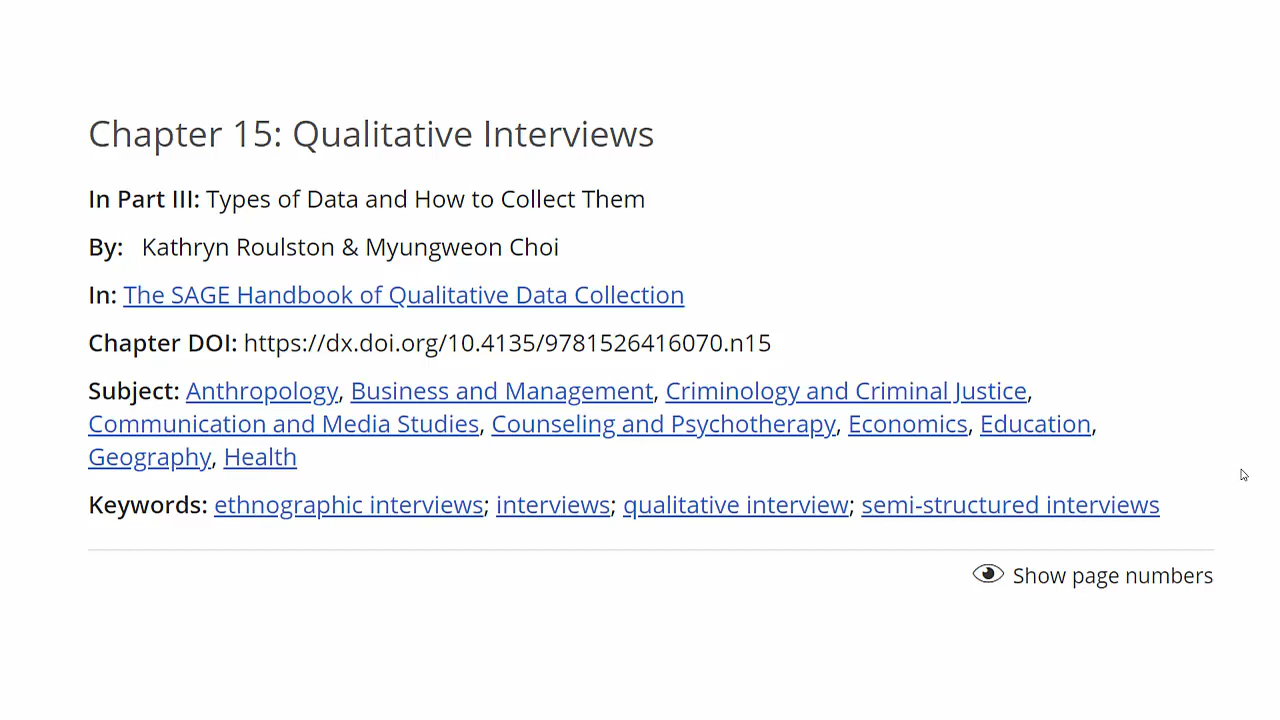 Chapter 15: Qualitative Interviews
In Part III: Types of Data and How to Collect Them
By: Kathryn Roulston & Myungweon Choi
In: The SAGE Handbook of Qualitative Data Collection
Chapter DOI: https://dx.doi.org/10.4135/9781526416070.n15
Subject: Anthropology, Business and Management, Criminology and Criminal Justice,
Communication and Media Studies, Counseling and Psychotherapy, Economics, Education,
Geography, Health
Keywords: ethnographic interviews; interviews; qualitative interview; semi-structured interviews
Show page numbers